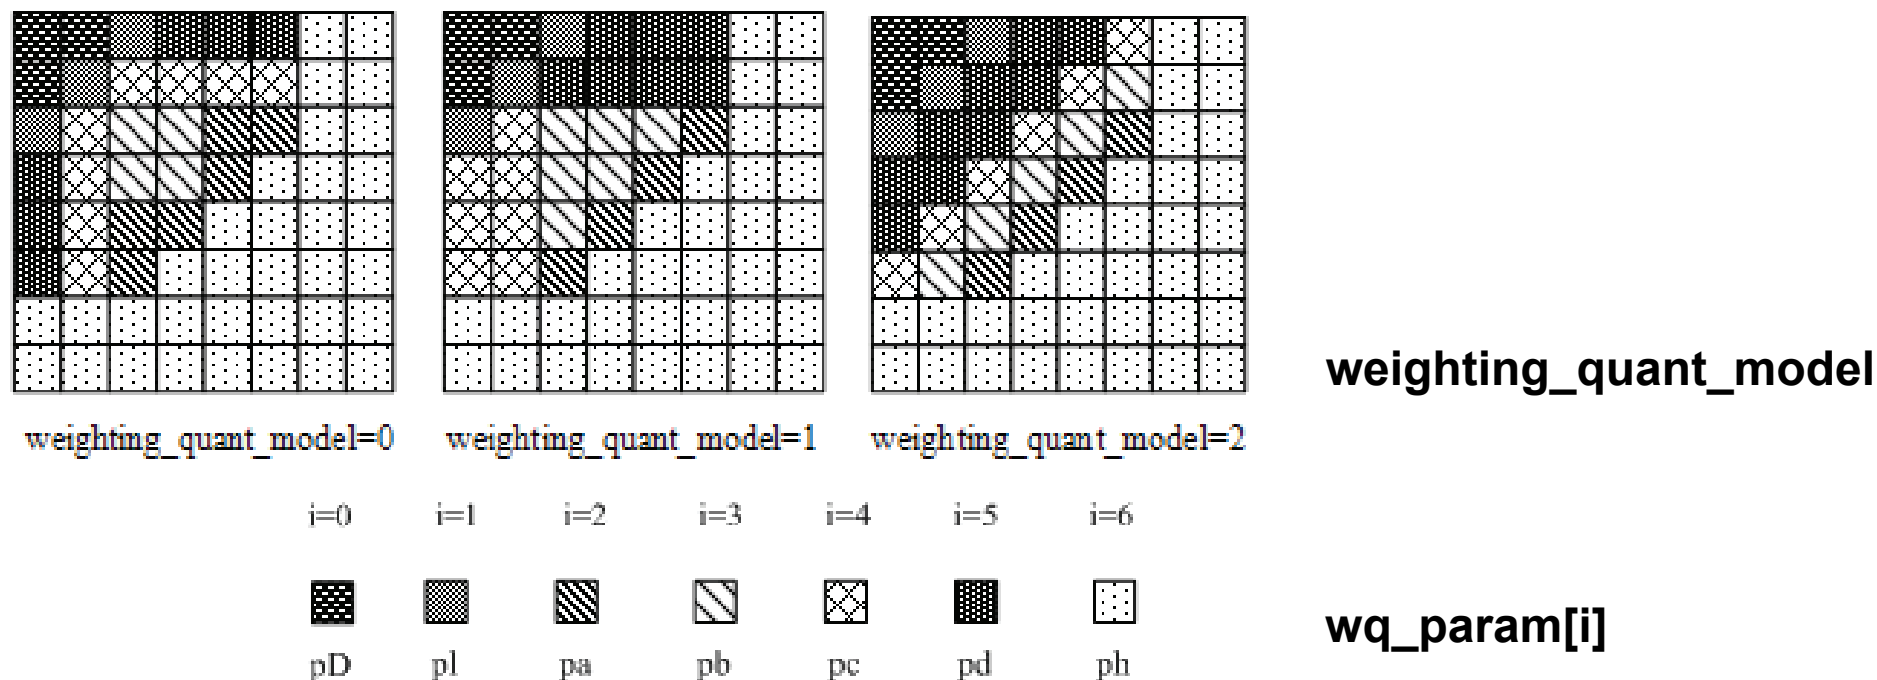 weighting_quant_model
weighting_quant_model=0 weighting_quant_model=1 weighting_quant_model=2
i=0 i=1 i=2 i=3 i=4 i=5 i=6
wq_param[i]
pD pl pa pb pc pd ph